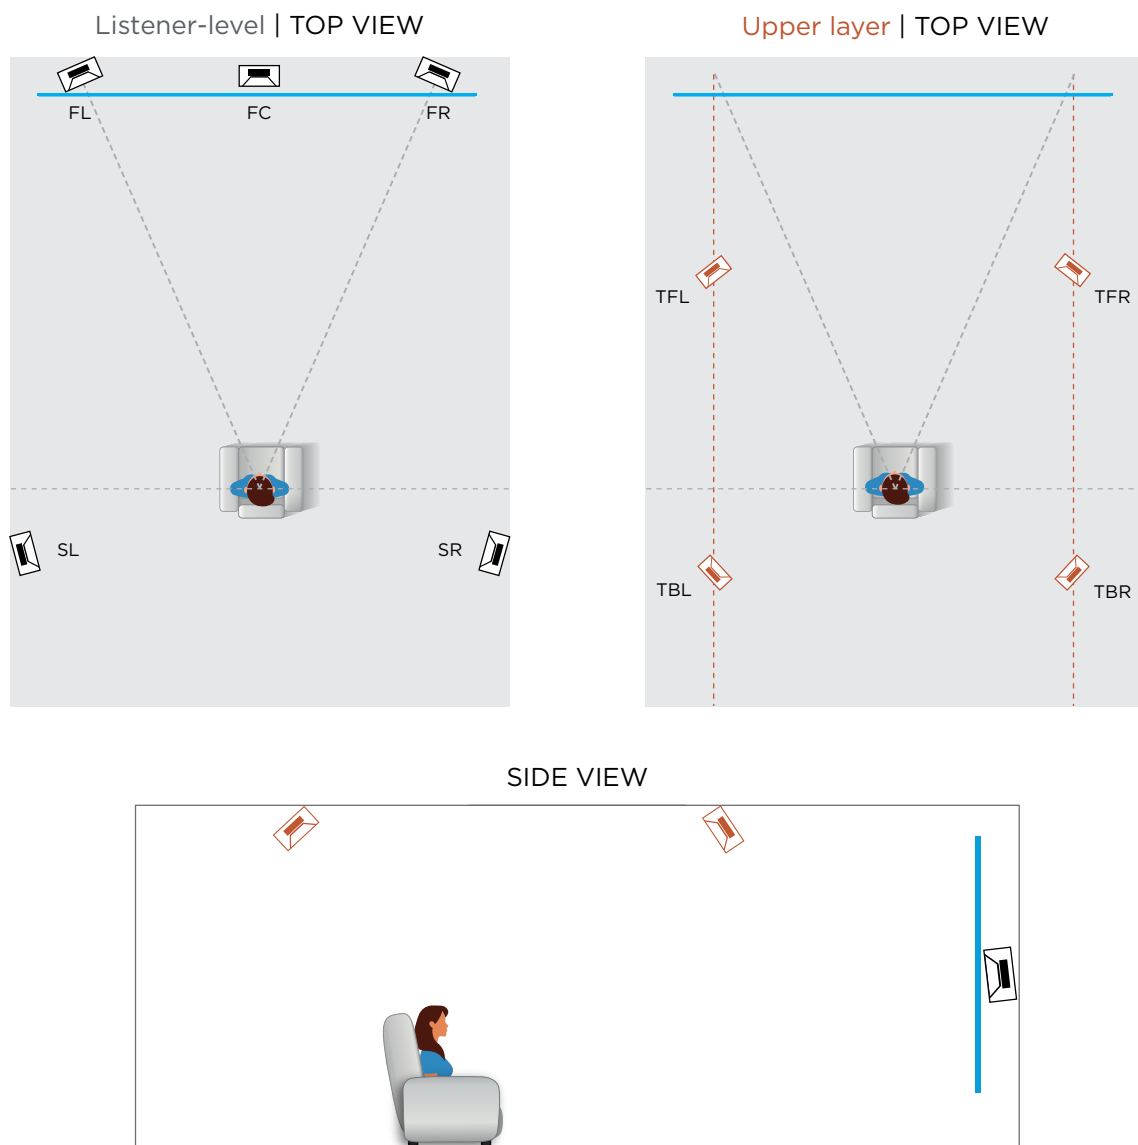 Listener-level | TOP VIEW
FL
FC
FR
SL
SR
Upper layer | TOP VIEW
TFL
TFR
TBL
TBR
SIDE VIEW